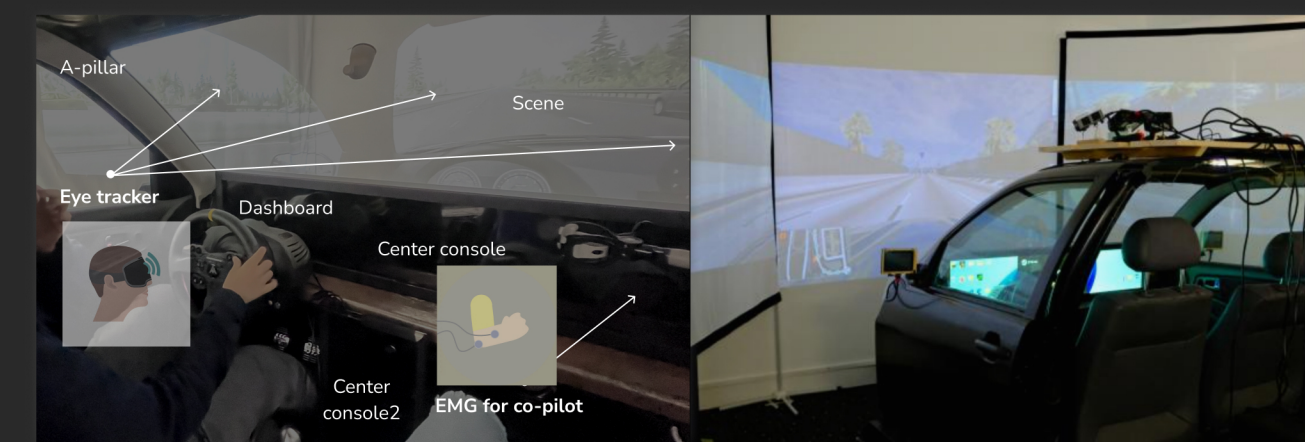 A-pillar
Scene
Eye tracker
Dashboard
Center console
Center
console2
EMG for co-pilot